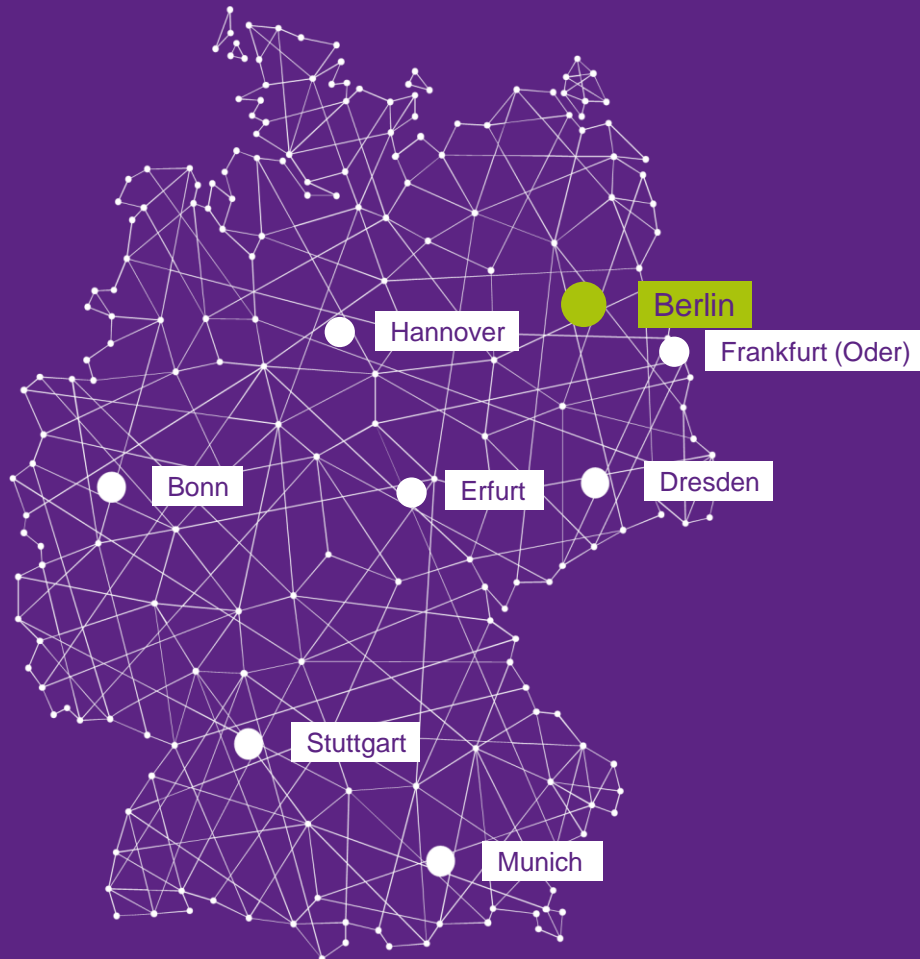 Berlin
Hannover
Frankfurt (Oder)
Bonn
Erfurt
Dresden
Stuttgart
Munich